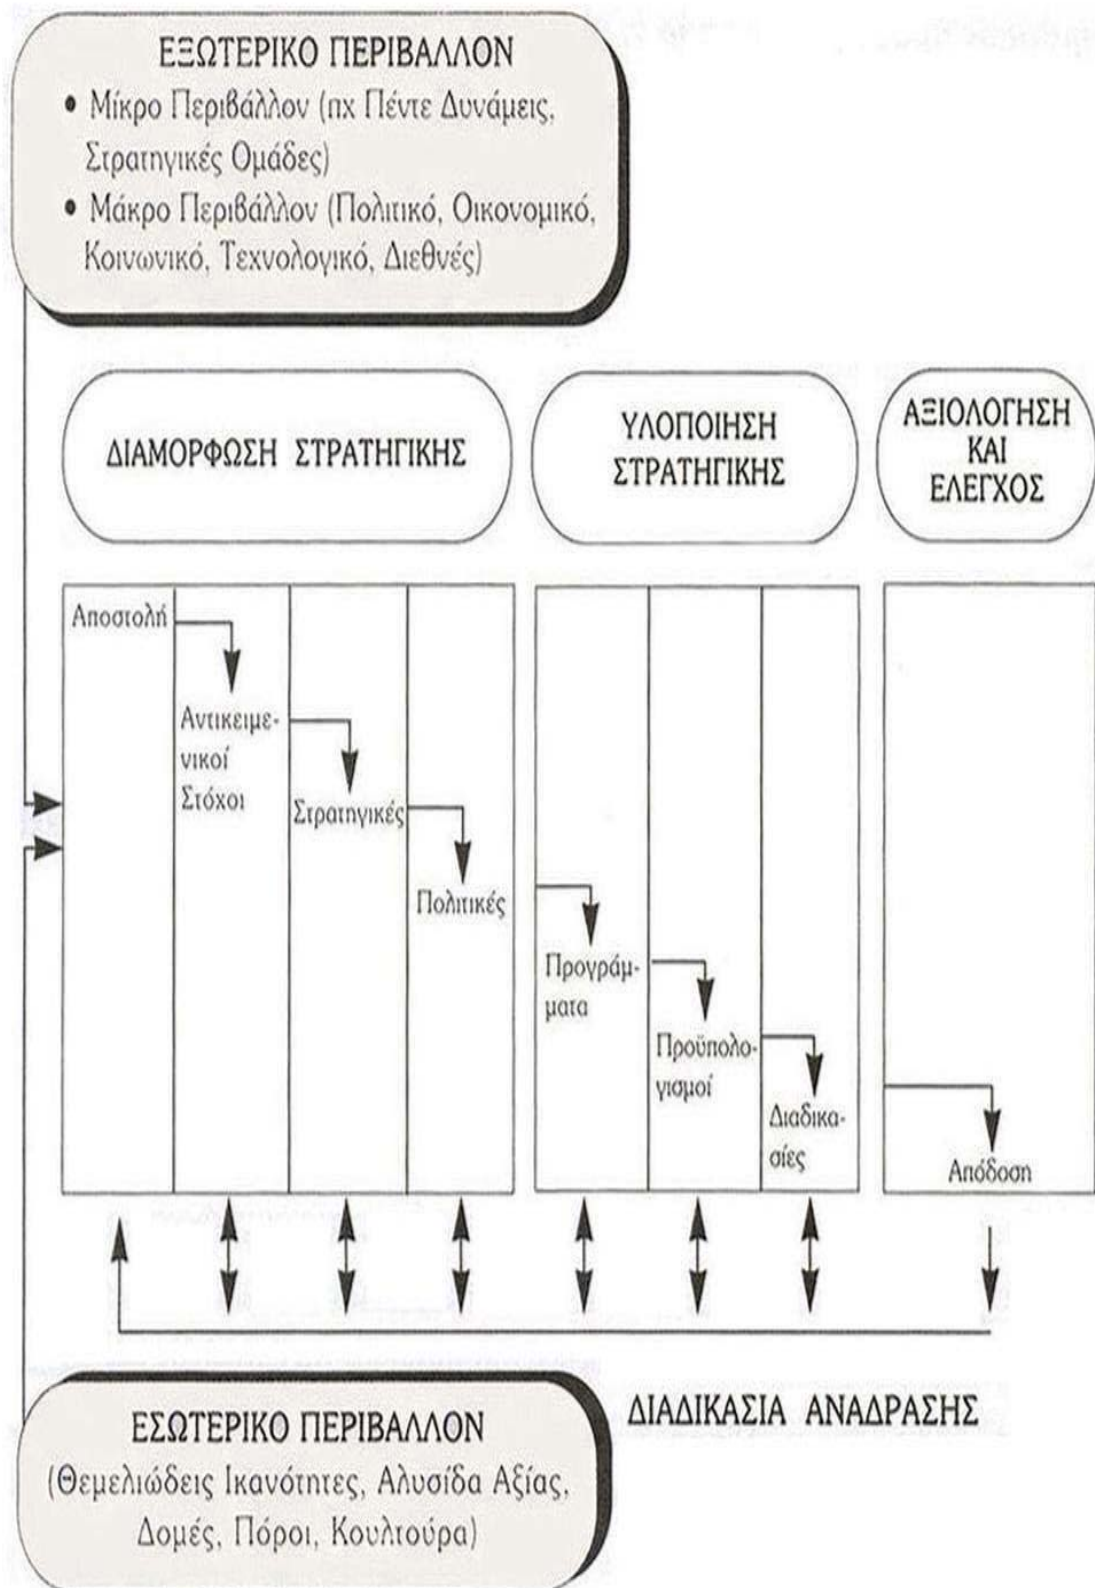 ΕΞΩΤΕΡΙΚΟ ΠΕΡΙΒΑΛΛΟΝ
• Μίκρο Περιβάλλον (πχ Πέντε Δυνάμεις,
Στρατηγικές Ομάδες)
• Μάκρο Περιβάλλον (Πολιτικό, Οικονομικό,
Κοινωνικό, Τεχνολογικό, Διεθνές)
ΔΙΑΜΟΡΦΩΣΗ ΣΤΡΑΤΗΓΙΚΗΣ
ΥΛΟΠΟΙΗΣΗ
ΣΤΡΑΤΗΓΙΚΗΣ
ΑΞΙΟΛΟΓΗΣΗ
ΚΑΙ
ΕΛΕΓΧΟΣ
Αποστολή
Αντικειμε-
νικοί
Στόχοι
Στρατηγικές
Πολιτικές
Προγράμ-
ματα
Προϋπολο-
γισμοί
Διαδικα-
σίες
Απόδοση
ΔΙΑΔΙΚΑΣΙΑ ΑΝΑΔΡΑΣΗΣ
ΕΣΩΤΕΡΙΚΟ ΠΕΡΙΒΑΛΛΟΝ
(Θεμελιώδεις Ικανότητες, Αλυσίδα Αξίας,
Δομές, Πόροι, Κουλτούρα)